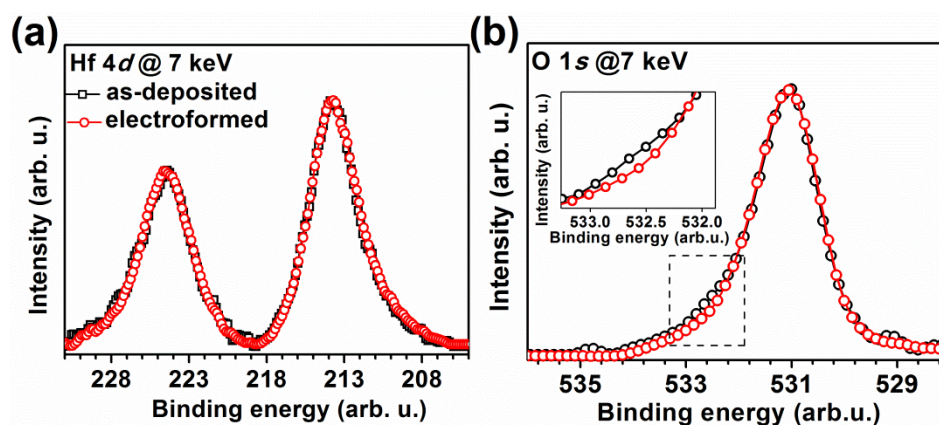 (a)
Hf 4d @ 7 keV
as-deposited
electroformed
Intensity (arb. u.)
228 223 218 213 208
Binding energy (arb. u.)
(b)
O 1s @7 keV
Intensity (arb. u.)
533.0 532.5 532.0
Binding energy (arb.u.)
Intensity (arb. u.)
535 533 531 529
Binding energy (arb.u.)